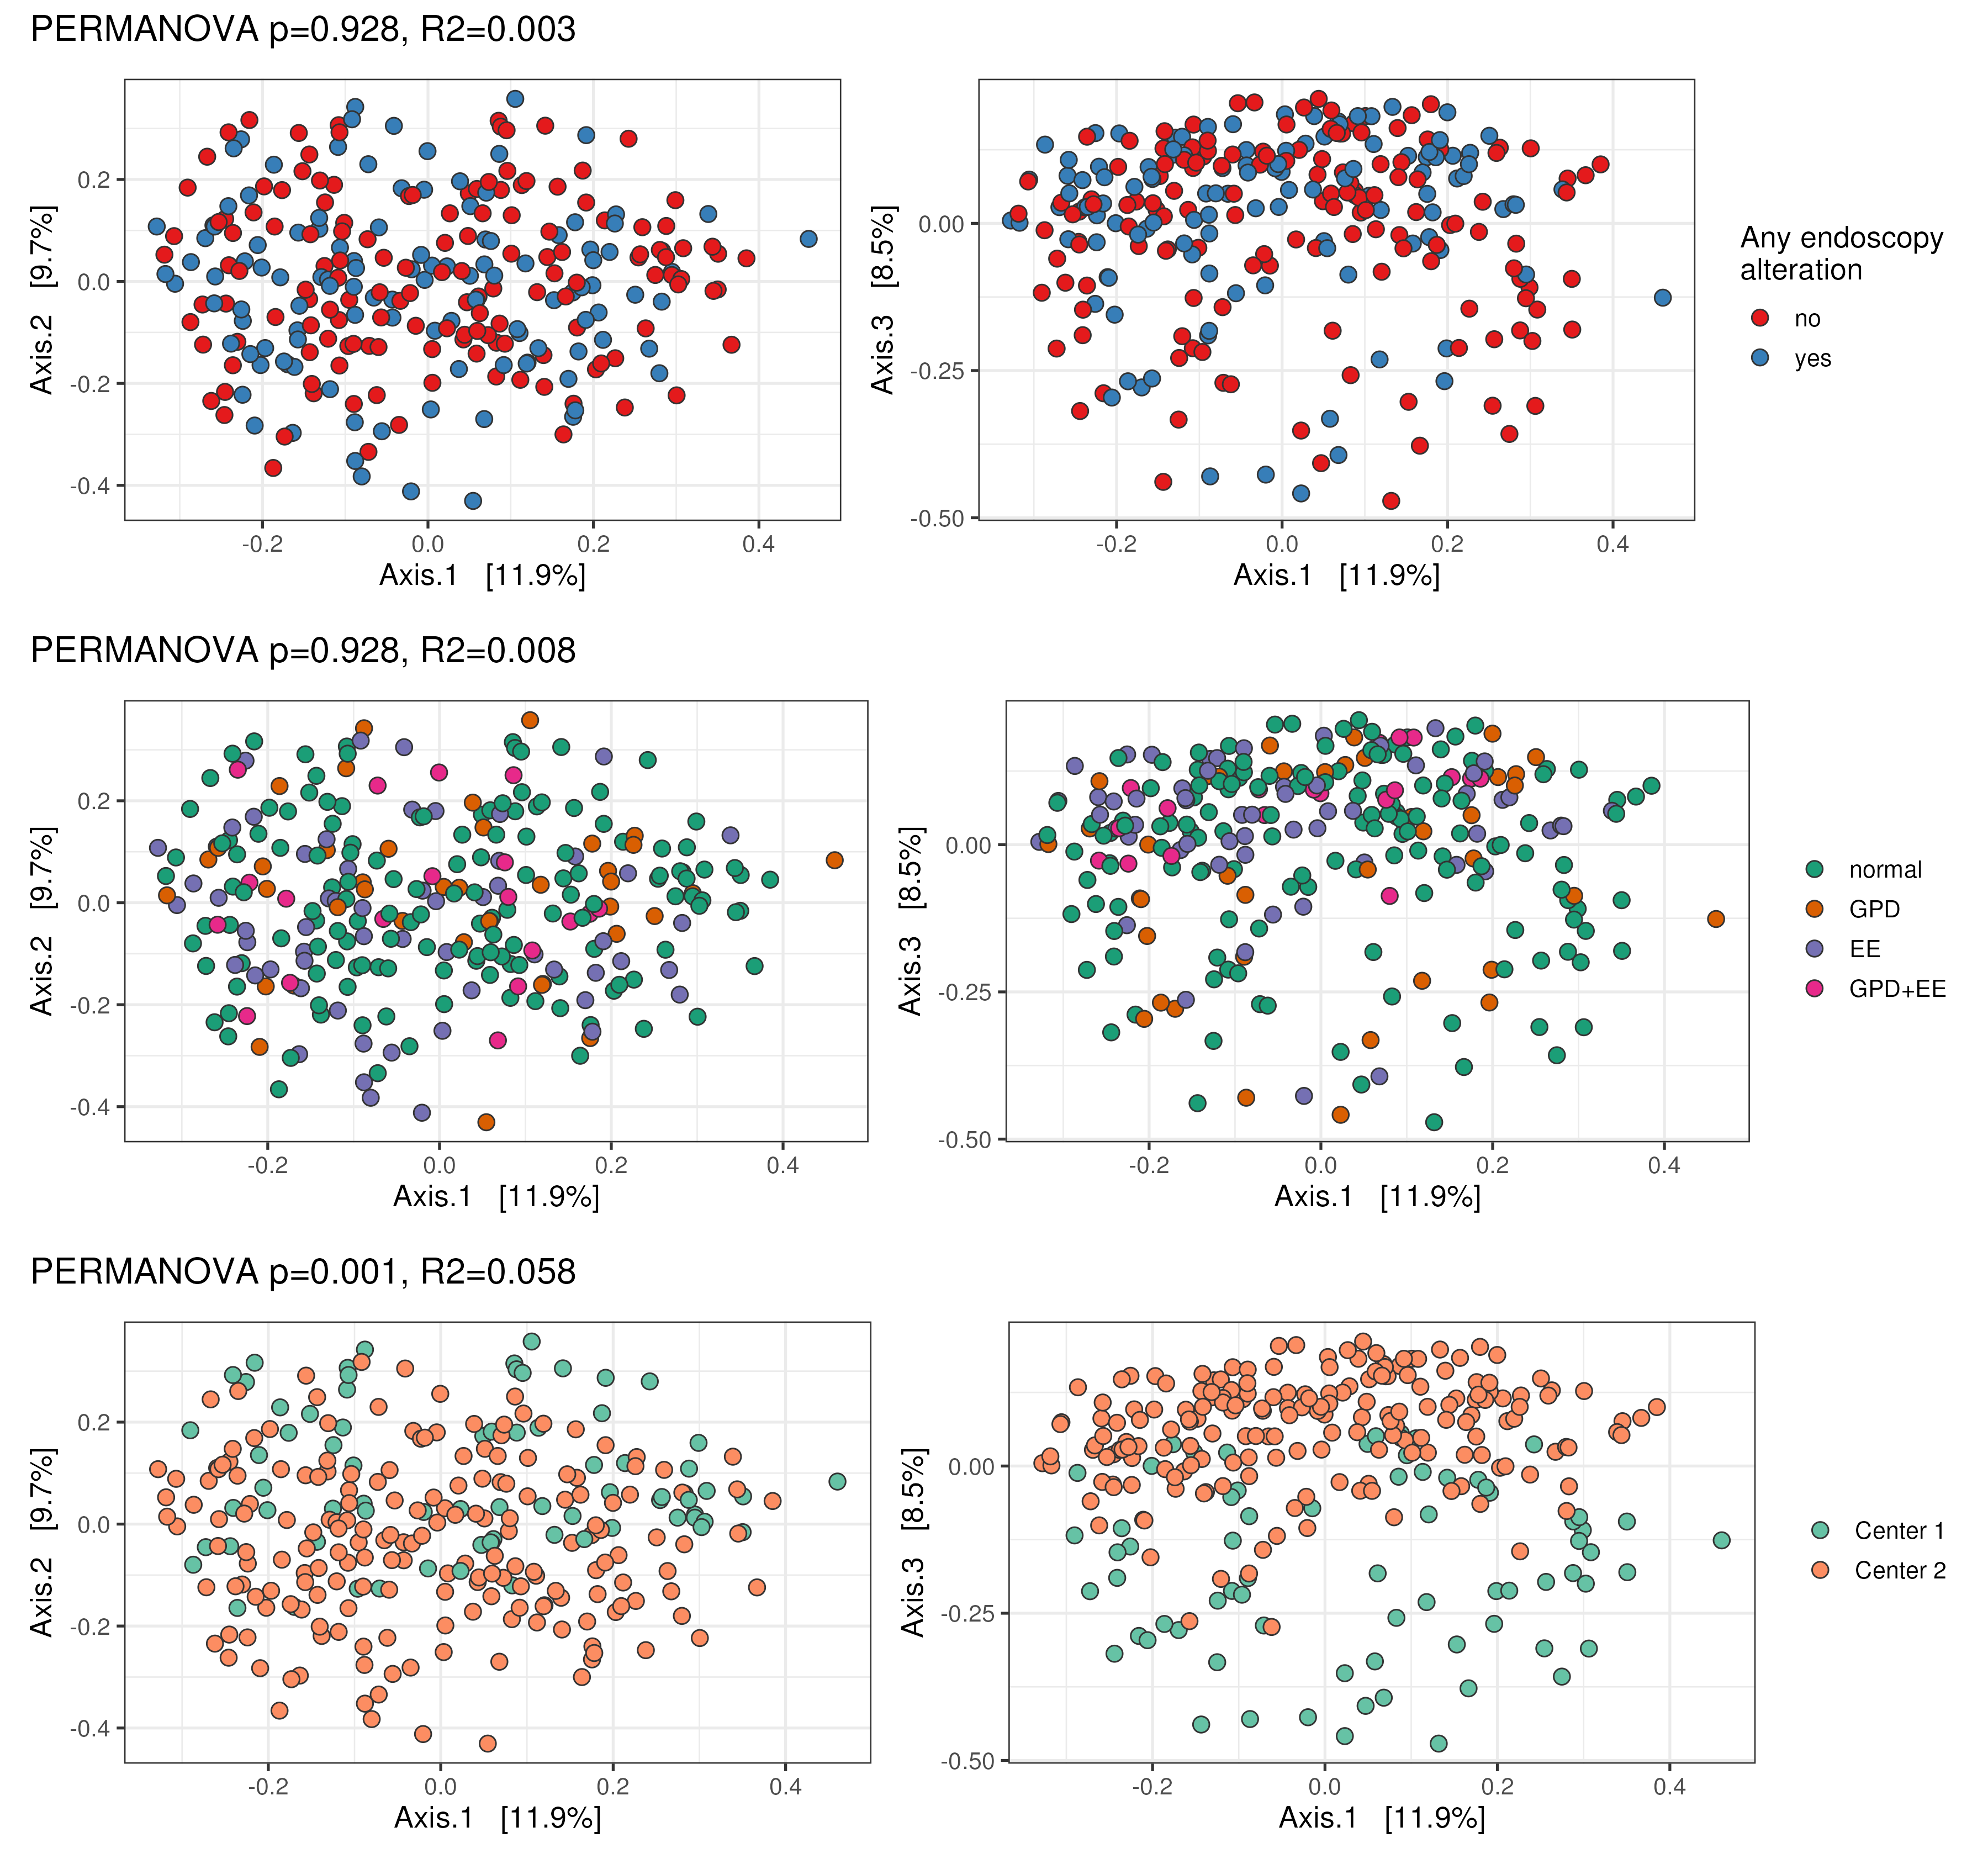 PERMANOVA p=0.928, R2=0.003
0.2
0.0
-0.2
-0.4
Axis.2 [9.7%]
-0.2 0.0 0.2 0.4
Axis.1 [11.9%]
0.00
-0.25
-0.50
Axis.3 [8.5%]
-0.2 0.0 0.2 0.4
Axis.1 [11.9%]
Any endoscopy
alteration
no
yes
PERMANOVA p=0.928, R2=0.008
0.2
0.0
-0.2
-0.4
Axis.2 [9.7%]
-0.2 0.0 0.2 0.4
Axis.1 [11.9%]
0.00
-0.25
-0.50
Axis.3 [8.5%]
-0.2 0.0 0.2 0.4
Axis.1 [11.9%]
normal
GPD
EE
GPD+EE
PERMANOVA p=0.001, R2=0.058
0.2
0.0
-0.2
-0.4
Axis.2 [9.7%]
-0.2 0.0 0.2 0.4
Axis.1 [11.9%]
0.00
-0.25
-0.50
Axis.3 [8.5%]
-0.2 0.0 0.2 0.4
Axis.1 [11.9%]
Center 1
Center 2